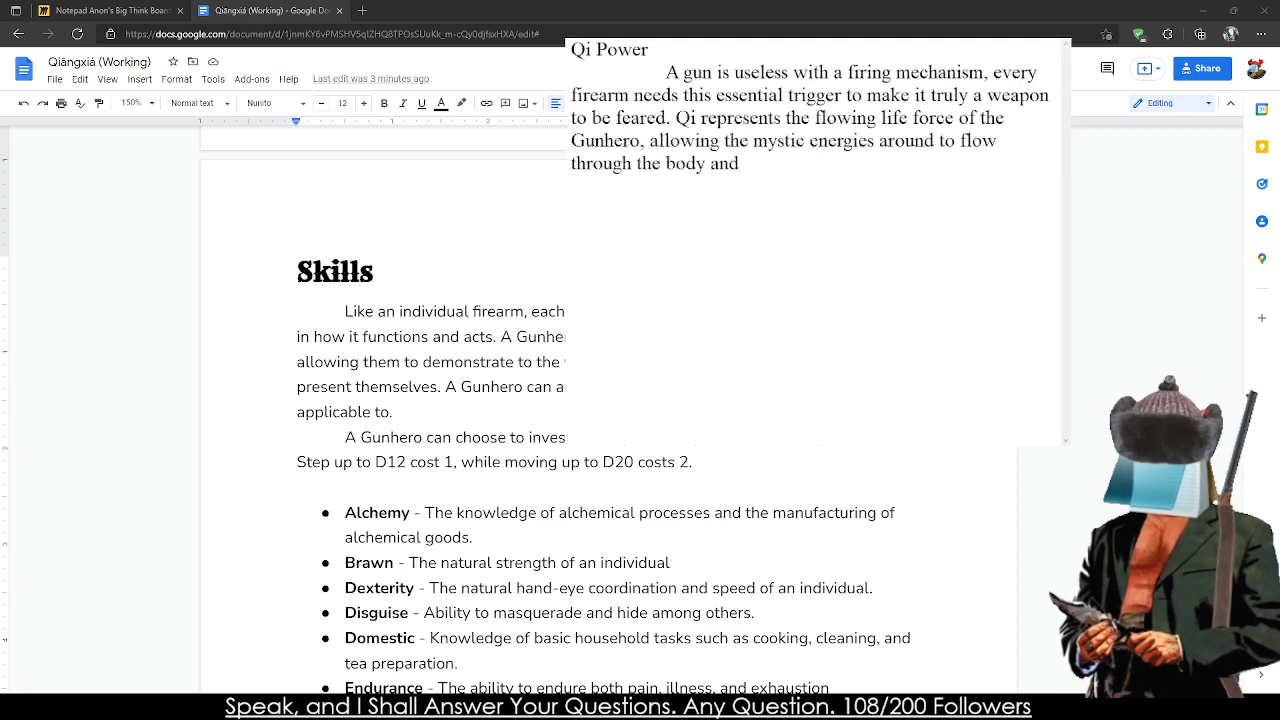 Notepad Anon's Big Think Board
Qiāngxiá (Working) - Google Do
Qiāngxiá (Working)
File Edit View Insert Format Tools Add-ons Help Last edit was 3 minutes ago
Share
150% Normal text Nunito 12 B I U A Editing
Qi Power
A gun is useless with a firing mechanism, every
firearm needs this essential trigger to make it truly a weapon
to be feared. Qi represents the flowing life force of the
Gunhero, allowing the mystic energies around to flow
through the body and
Skills
Like an individual firearm, each
in how it functions and acts. A Gunhe
allowing them to demonstrate to the
present themselves. A Gunhero can a
applicable to.
A Gunhero can choose to inves
Step up to D12 cost 1, while moving up to D20 costs 2.
● Alchemy - The knowledge of alchemical processes and the manufacturing of
alchemical goods.
● Brawn - The natural strength of an individual
● Dexterity - The natural hand-eye coordination and speed of an individual.
● Disguise - Ability to masquerade and hide among others.
● Domestic - Knowledge of basic household tasks such as cooking, cleaning, and
tea preparation.
● Endurance - The ability to endure both pain, illness, and exhaustion
Speak, and I Shall Answer Your Questions. Any Question. 108/200 Followers